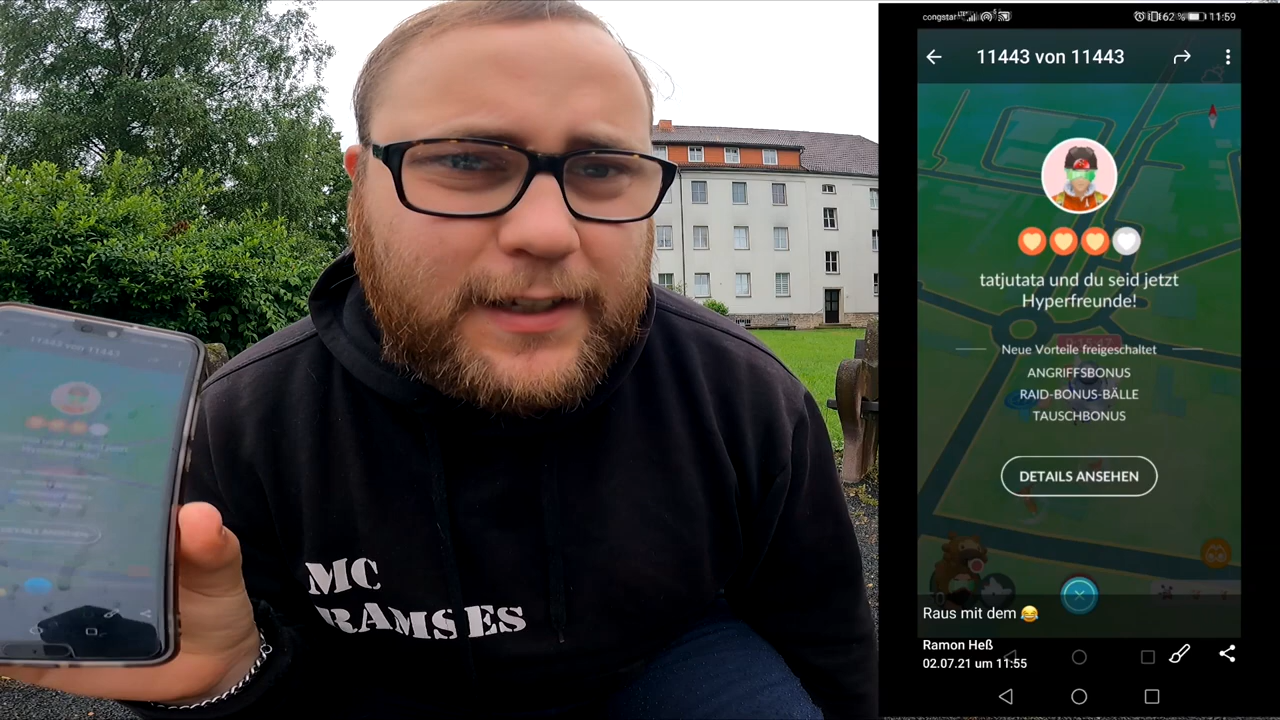 MC
RAMSES
congstar
62 %
11:59
11443 von 11443
tatjutata und du seid jetzt
Hyperfreunde!
Neue Vorteile freigeschaltet
ANGRIFFSBONUS
RAID-BONUS-BÄLLE
TAUSCHBONUS
DETAILS ANSEHEN
Raus mit dem 😂
Ramon Heß
02.07.21 um 11:55